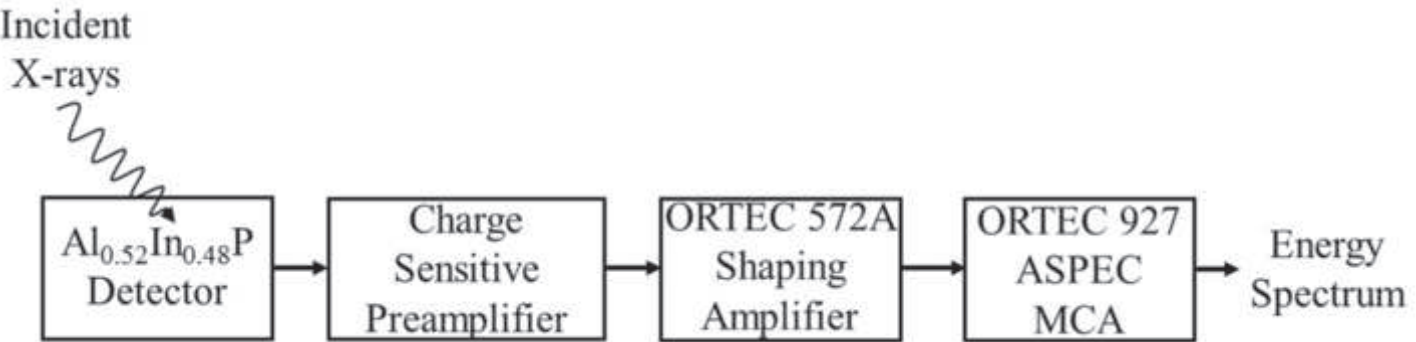 Incident
X-rays
Al₀.₅₂In₀.₄₈P
Detector
Charge
Sensitive
Preamplifier
ORTEC 572A
Shaping
Amplifier
ORTEC 927
ASPEC
MCA
Energy
Spectrum